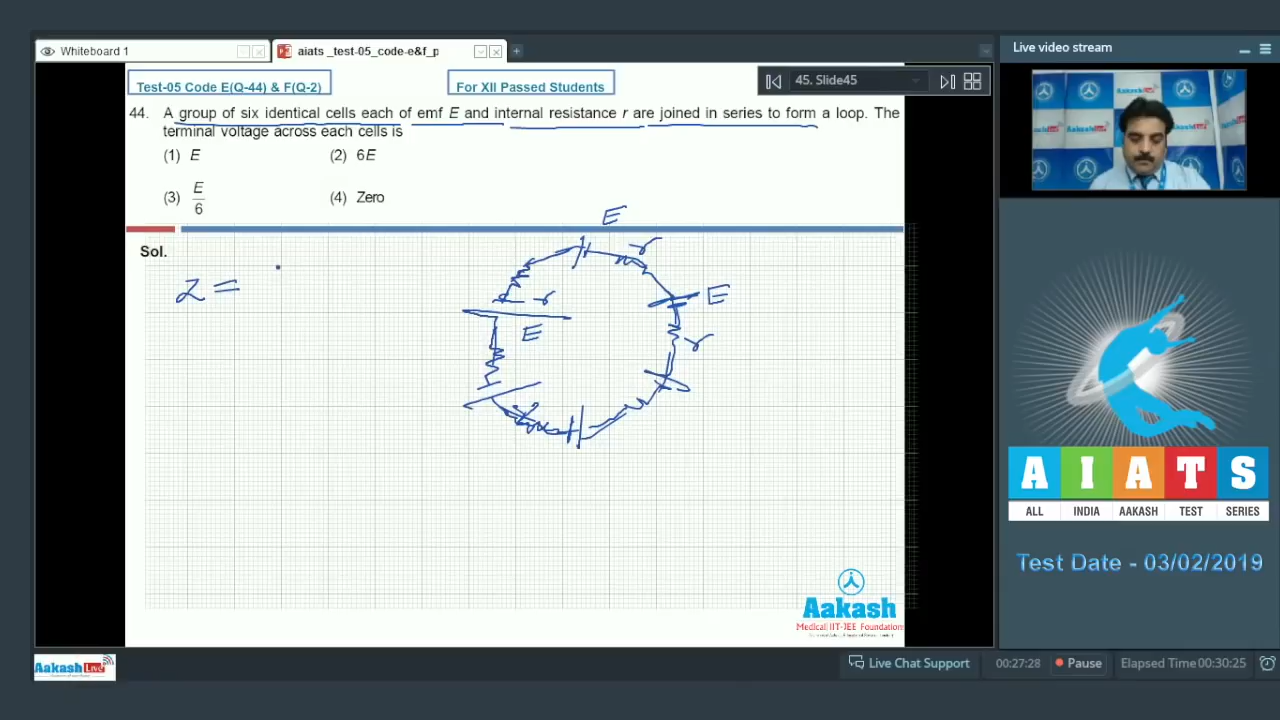 Whiteboard 1
aiats _test-05_code-e&f_p
Live video stream
45. Slide45
Test-05 Code E(Q-44) & F(Q-2)
For XII Passed Students
44. A group of six identical cells each of emf E and internal resistance r are joined in series to form a loop. The
terminal voltage across each cells is
(1) E
(2) 6E
(3) E/6
(4) Zero
Sol.
E
r
E
r
r
E
A I A T S
ALL INDIA AAKASH TEST SERIES
Test Date - 03/02/2019
Aakash
Medical|IIT-JEE|Foundations
Aakash Live
Live Chat Support
00:27:28
Pause
Elapsed Time 00:30:25